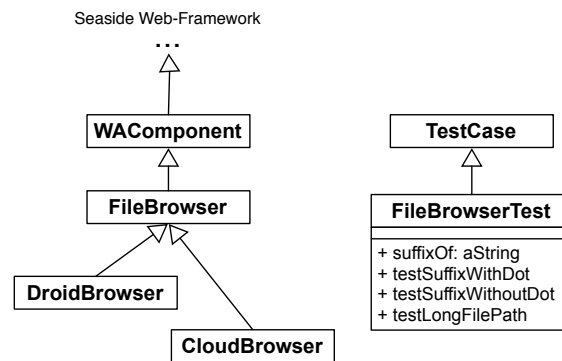 Seaside Web-Framework
...
WAComponent
FileBrowser
DroidBrowser
CloudBrowser
TestCase
FileBrowserTest
+ suffixOf: aString
+ testSuffixWithDot
+ testSuffixWithoutDot
+ testLongFilePath